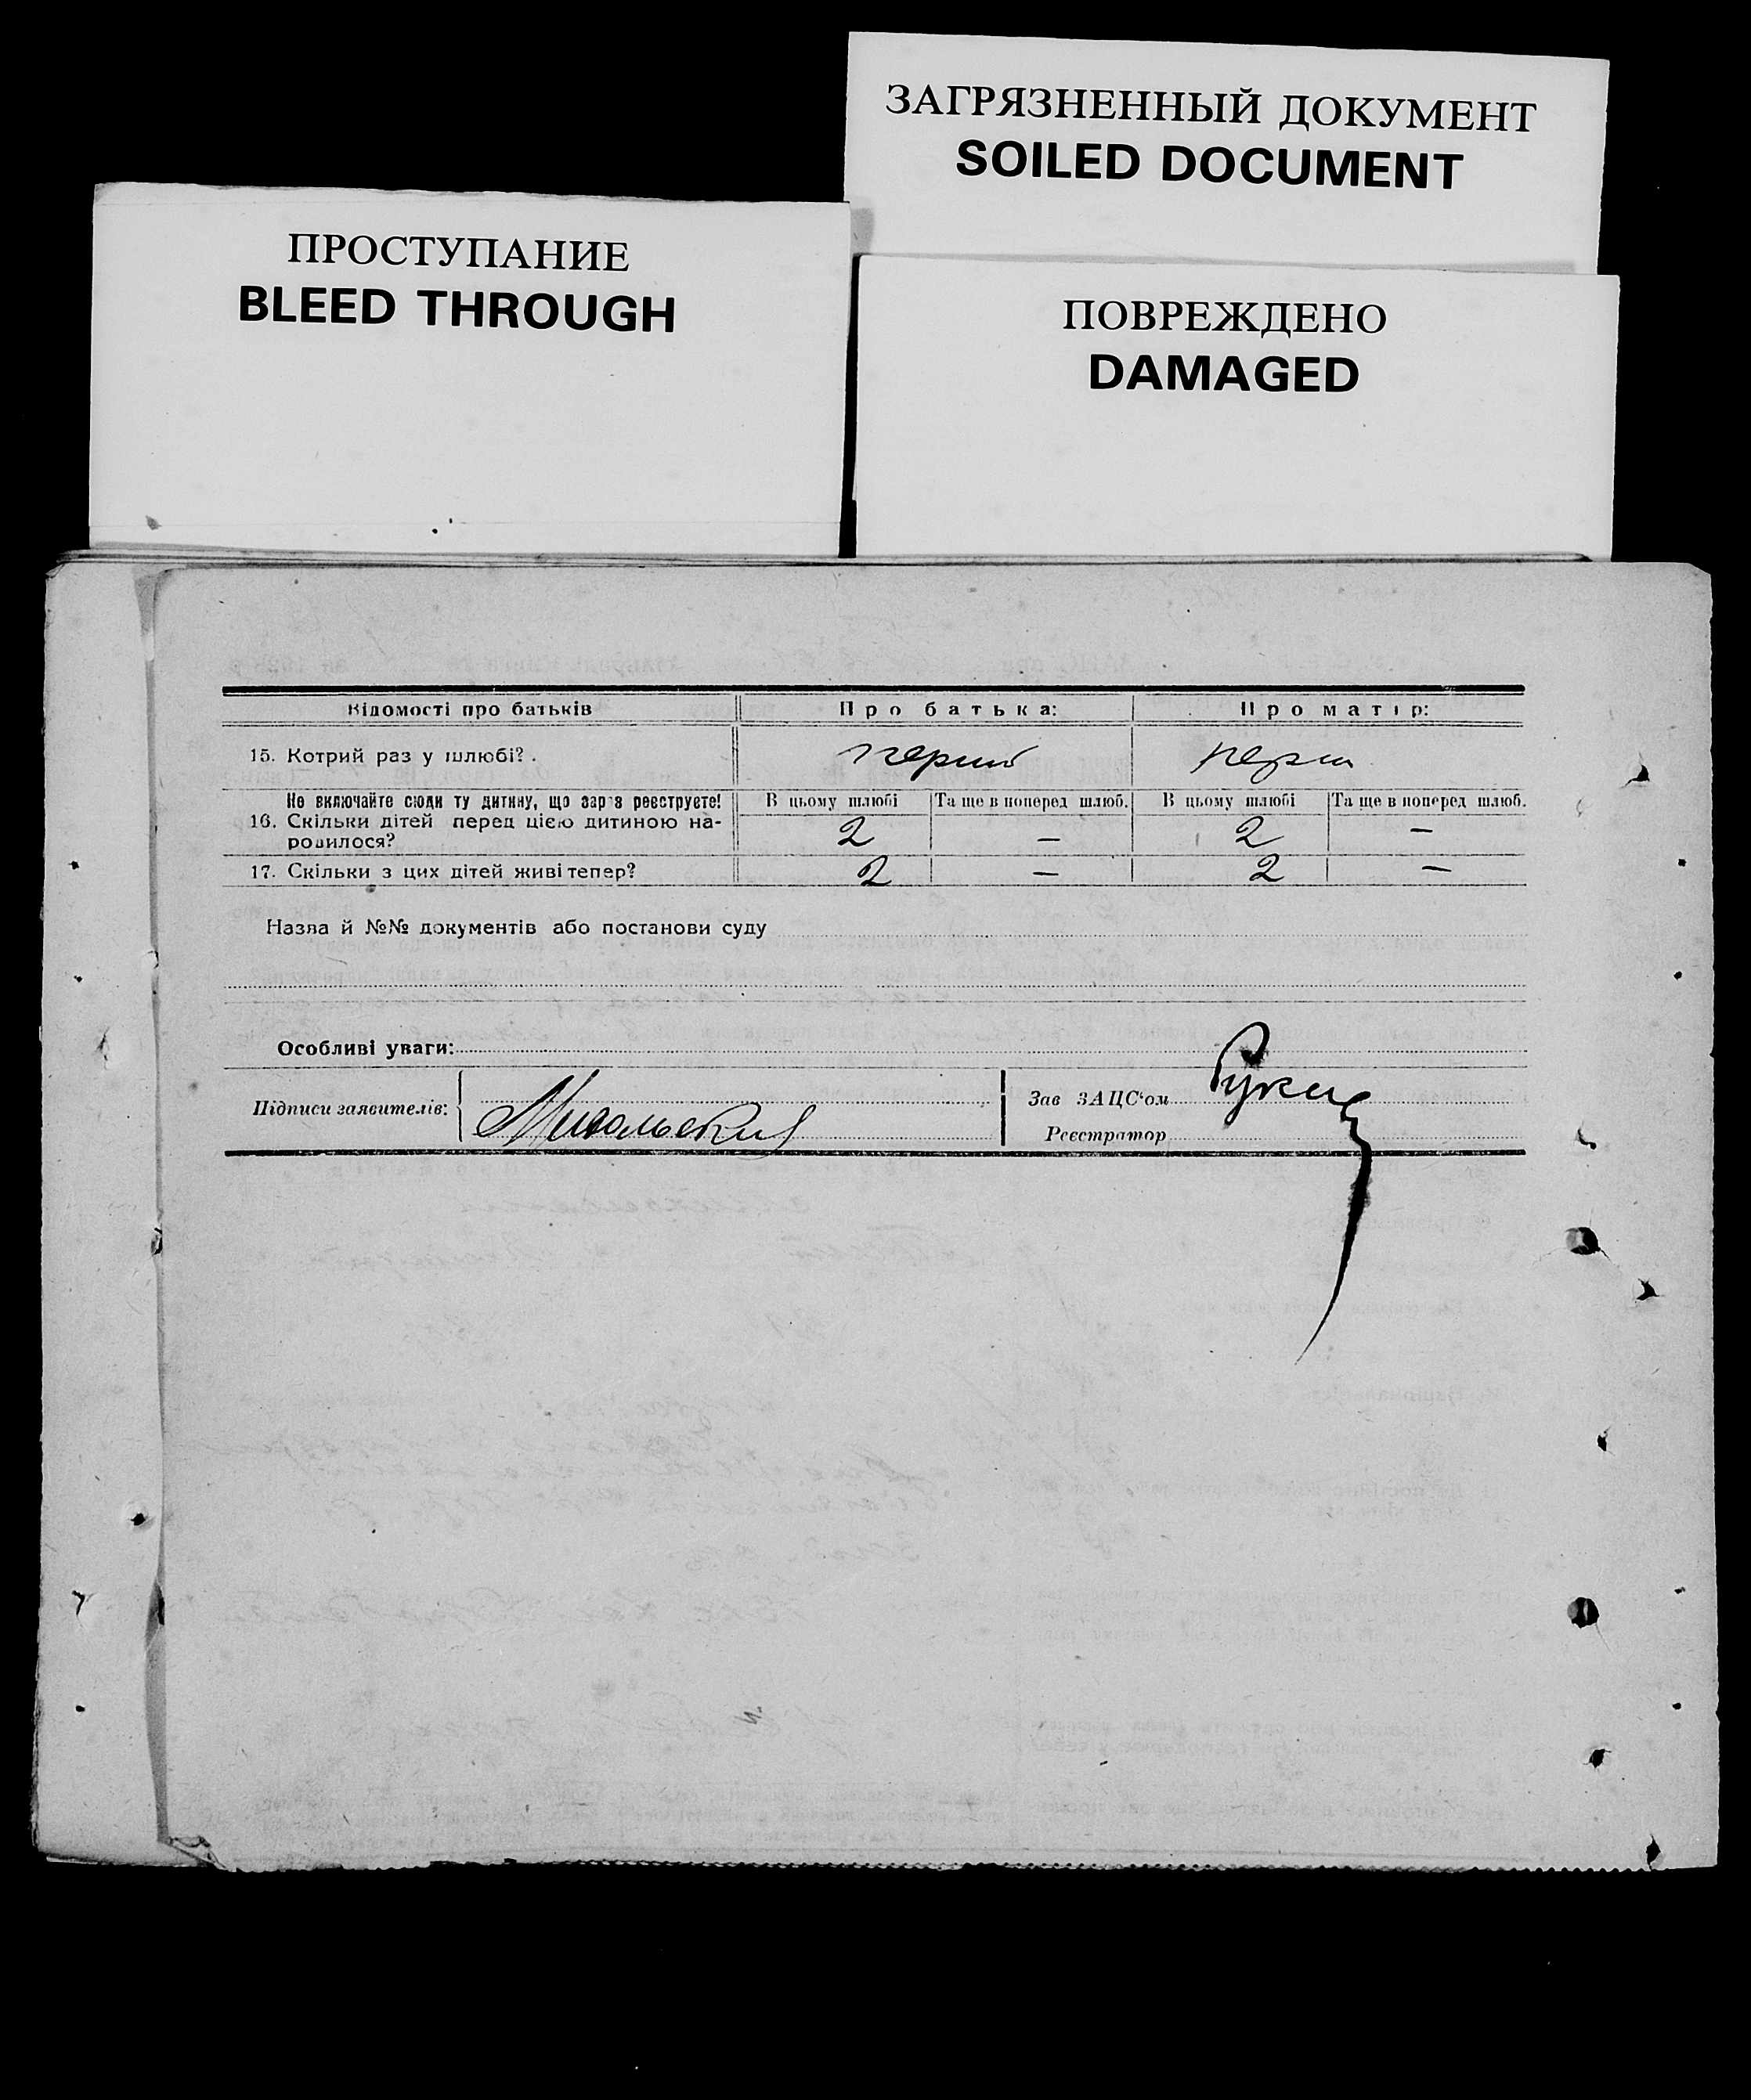 ЗАГРЯЗНЕННЫЙ ДОКУМЕНТ
SOILED DOCUMENT
ПРОСТУПАНИЕ
BLEED THROUGH
ПОВРЕЖДЕНО
DAMAGED
Відомості про батьків Про батька: Про матір:
15. Котрий раз у шлюбі?. перший перш
Не включайте сюди ту дитину, що зараз реєструєте! В цьому шлюбі Та ще в поперед шлюб. В цьому шлюбі Та ще в поперед шлюб.
16. Скільки дітей перед цією дитиною на- 2 — 2 —
родилося?
17. Скільки з цих дітей живі тепер? 2 — 2 —
Назва й №№ документів або постанови суду
Особливі уваги:
Підписи заявителів: Зав ЗАЦС‘ом
Реєстратор